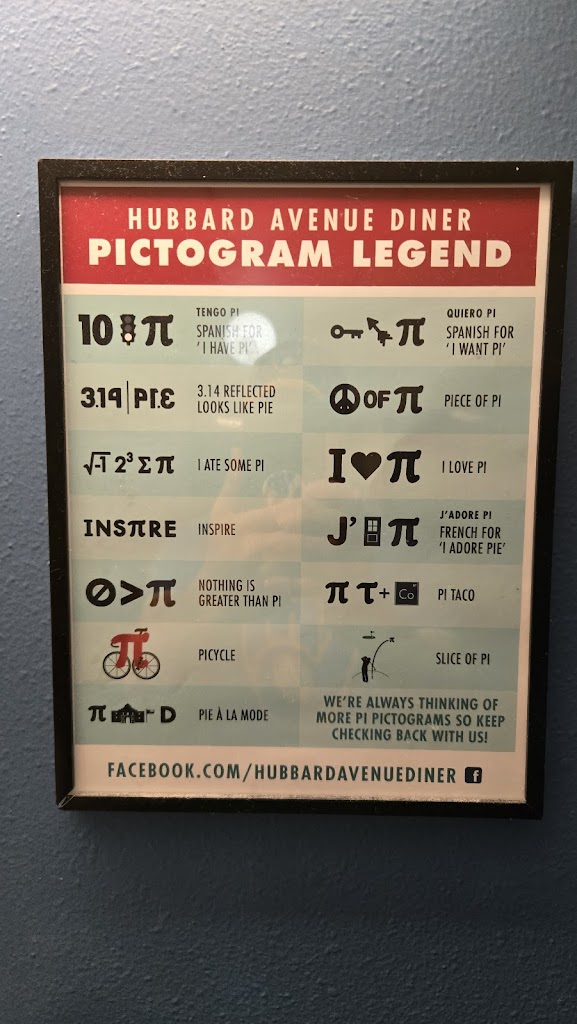 HUBBARD AVENUE DINER
PICTOGRAM LEGEND
10 π
TENGO PI
SPANISH FOR
'I HAVE PI'
π
QUIERO PI
SPANISH FOR
'I WANT PI'
3.14 | PIE
3.14 REFLECTED
LOOKS LIKE PIE
OF π
PIECE OF PI
√-1 2³ Σ π
I ATE SOME PI
I ♥ π
I LOVE PI
INSπRE
INSPIRE
J' π
J'ADORE PI
FRENCH FOR
'I ADORE PIE'
> π
NOTHING IS
GREATER THAN PI
π τ + Co
PI TACO
π
PICYCLE
π
SLICE OF PI
π D
PIE À LA MODE
WE'RE ALWAYS THINKING OF
MORE PI PICTOGRAMS SO KEEP
CHECKING BACK WITH US!
FACEBOOK.COM/HUBBARDAVENUEDINER f